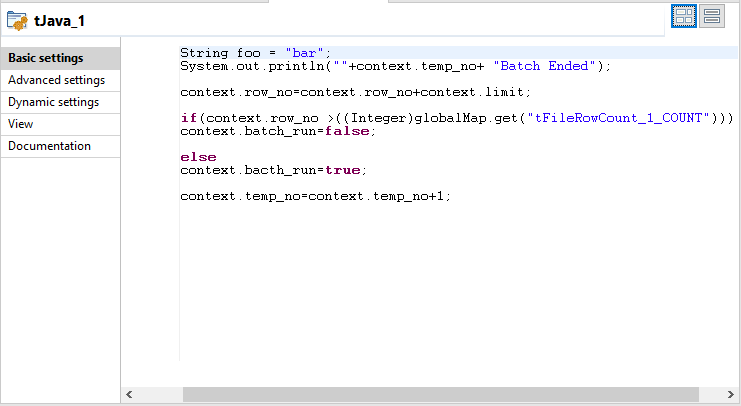 tJava_1
Basic settings
Advanced settings
Dynamic settings
View
Documentation
String foo = "bar";
System.out.println(""+context.temp_no+ "Batch Ended");
context.row_no=context.row_no+context.limit;
if(context.row_no >((Integer)globalMap.get("tFileRowCount_1_COUNT")))
context.batch_run=false;
else
context.bacth_run=true;
context.temp_no=context.temp_no+1;